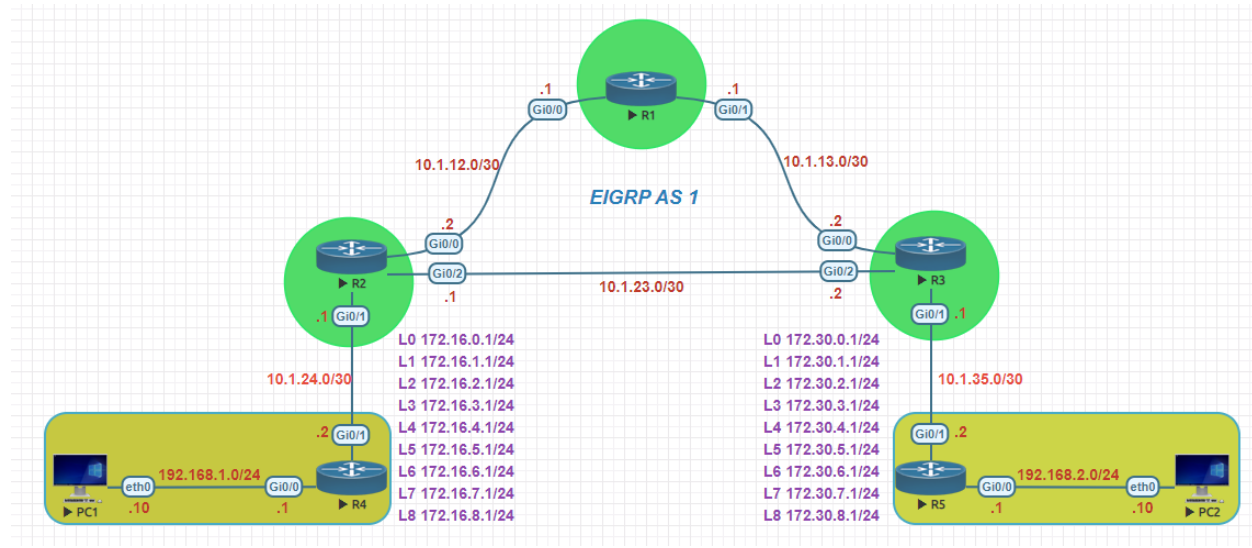 .1
.1
Gi0/0
Gi0/1
R1
10.1.12.0/30
10.1.13.0/30
EIGRP AS 1
.2
.2
Gi0/0
Gi0/0
Gi0/2
Gi0/2
R2
10.1.23.0/30
R3
.1
.2
.1
Gi0/1
Gi0/1
.1
L0 172.16.0.1/24
L1 172.16.1.1/24
L2 172.16.2.1/24
L3 172.16.3.1/24
L4 172.16.4.1/24
L5 172.16.5.1/24
L6 172.16.6.1/24
L7 172.16.7.1/24
L8 172.16.8.1/24
L0 172.30.0.1/24
L1 172.30.1.1/24
L2 172.30.2.1/24
L3 172.30.3.1/24
L4 172.30.4.1/24
L5 172.30.5.1/24
L6 172.30.6.1/24
L7 172.30.7.1/24
L8 172.30.8.1/24
10.1.24.0/30
10.1.35.0/30
.2
Gi0/1
Gi0/1
.2
192.168.1.0/24
eth0
Gi0/0
.10
.1
PC1
R4
192.168.2.0/24
Gi0/0
eth0
.1
.10
R5
PC2